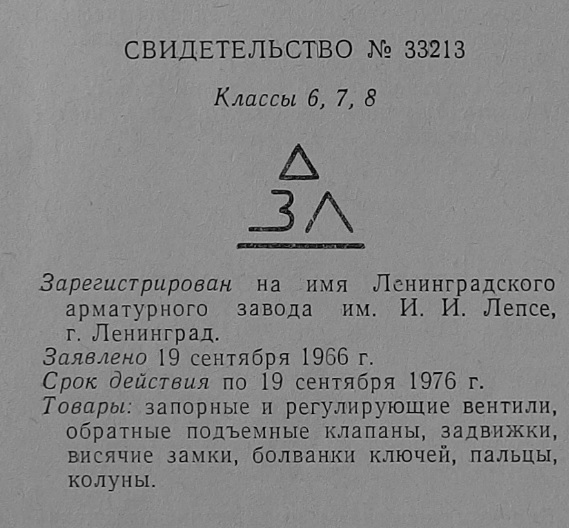 СВИДЕТЕЛЬСТВО № 33213
Классы 6, 7, 8
ЗЛ
Зарегистрирован на имя Ленинградского
арматурного завода им. И. И. Лепсе,
г. Ленинград.
Заявлено 19 сентября 1966 г.
Срок действия по 19 сентября 1976 г.
Товары: запорные и регулирующие вентили,
обратные подъемные клапаны, задвижки,
висячие замки, болванки ключей, пальцы,
колуны.